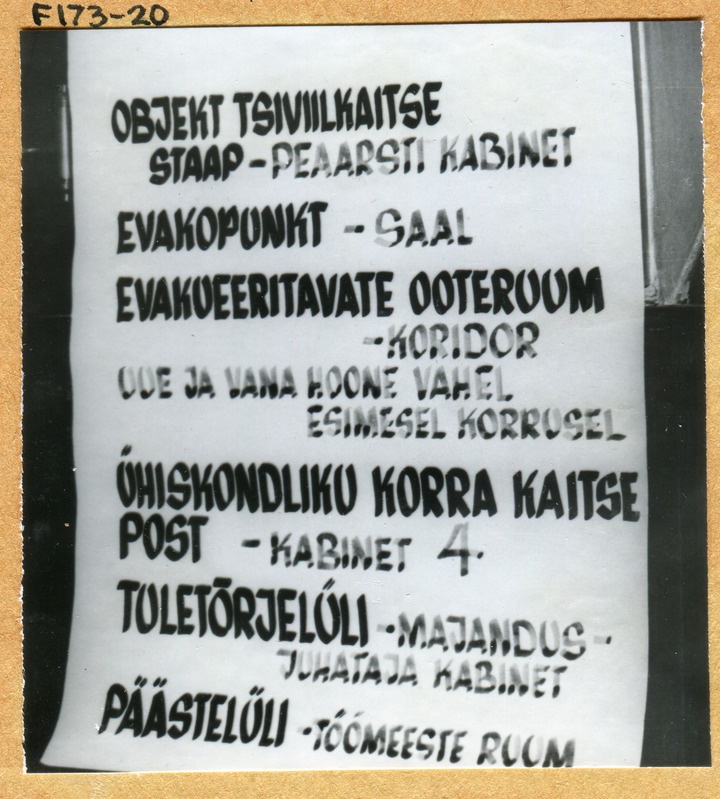 F173-20
OBJEKT TSIVIILKAITSE
STAAP - PEAARSTI KABINET
EVAKOPUNKT - SAAL
EVAKUEERITAVATE OOTERUUM
- KORIDOR
UUE JA VANA HOONE VAHEL
ESIMESEL KORRUSEL
ÜHISKONDLIKU KORRA KAITSE
POST - KABINET 4.
TULETÕRJELÜLI - MAJANDUS-
JUHATAJA KABINET
PÄÄSTELÜLI - TÖÖMEESTE RUUM